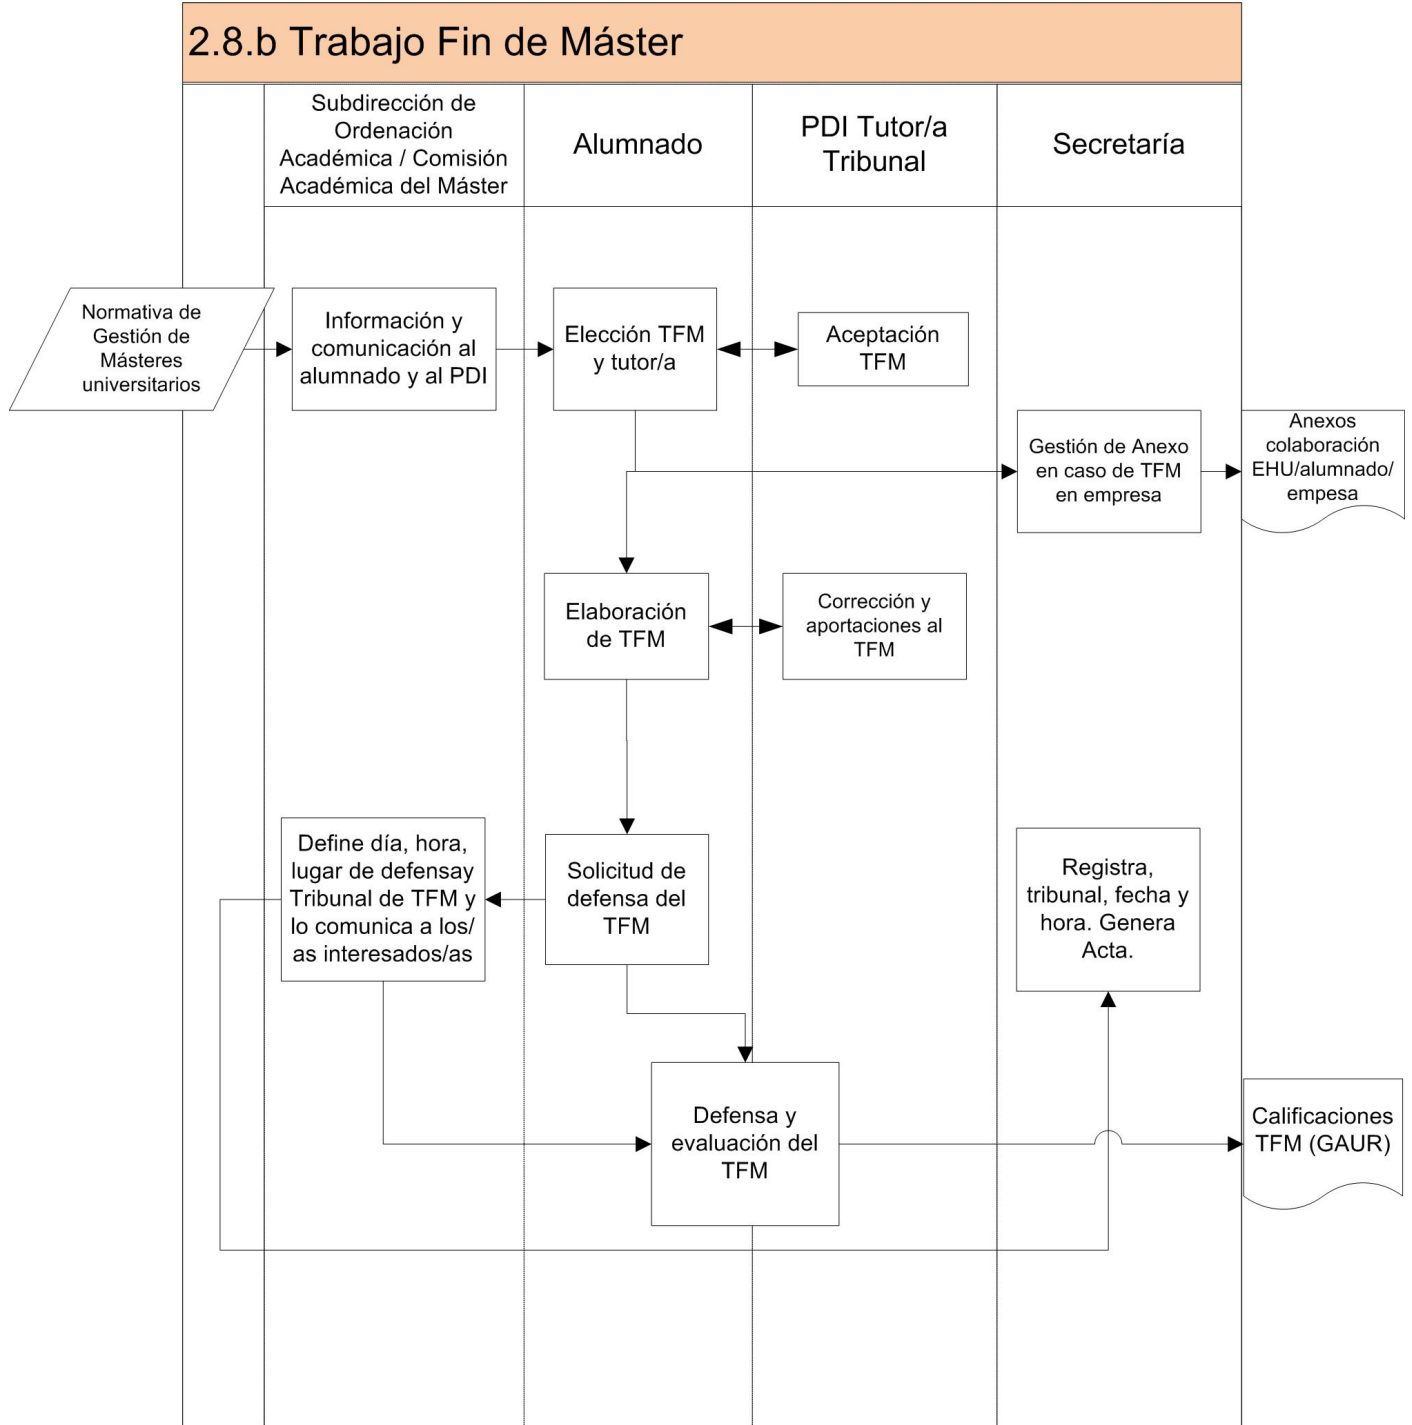 2.8.b Trabajo Fin de Máster
Subdirección de
Ordenación
Académica / Comisión
Académica del Máster
Alumnado
PDI Tutor/a
Tribunal
Secretaría
Normativa de
Gestión de
Másteres
universitarios
Información y
comunicación al
alumnado y al PDI
Elección TFM
y tutor/a
Aceptación
TFM
Gestión de Anexo
en caso de TFM
en empresa
Anexos
colaboración
EHU/alumnado/
empesa
Elaboración
de TFM
Corrección y
aportaciones al
TFM
Define día, hora,
lugar de defensay
Tribunal de TFM y
lo comunica a los/
as interesados/as
Solicitud de
defensa del
TFM
Registra,
tribunal, fecha y
hora. Genera
Acta.
Defensa y
evaluación del
TFM
Calificaciones
TFM (GAUR)